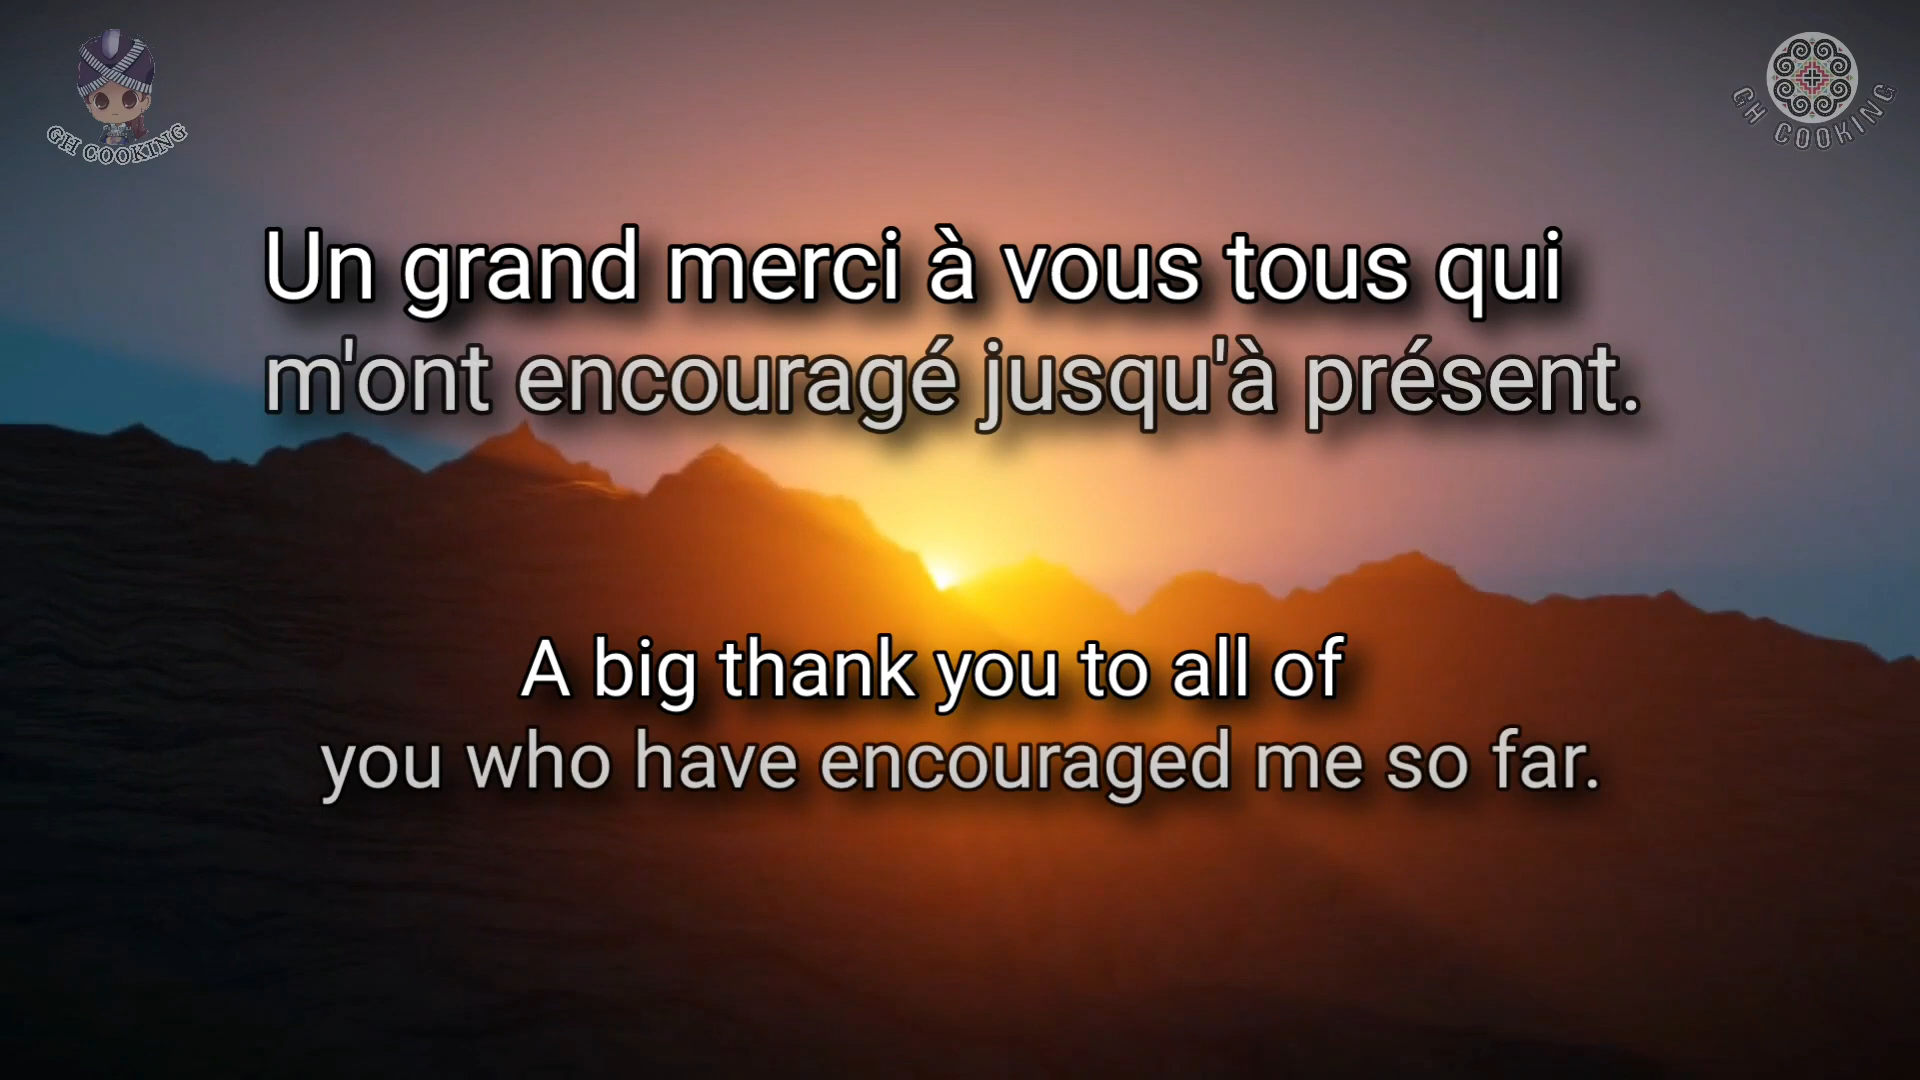 GH COOKING
GH COOKING
Un grand merci à vous tous qui
m'ont encouragé jusqu'à présent.
A big thank you to all of
you who have encouraged me so far.